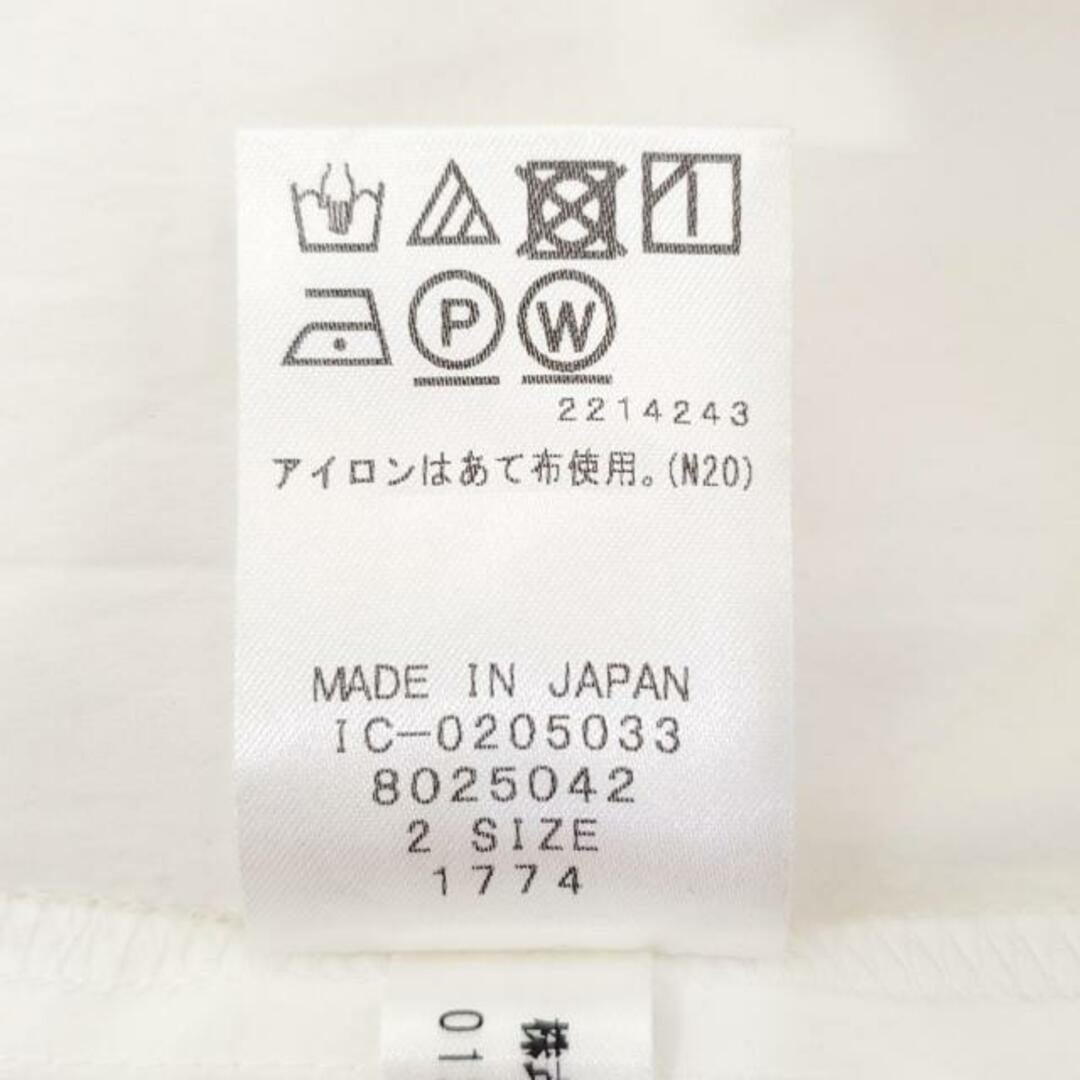 P W
2214243
アイロンはあて布使用。(N20)
MADE IN JAPAN
IC-0205033
8025042
2 SIZE
1774
01
株